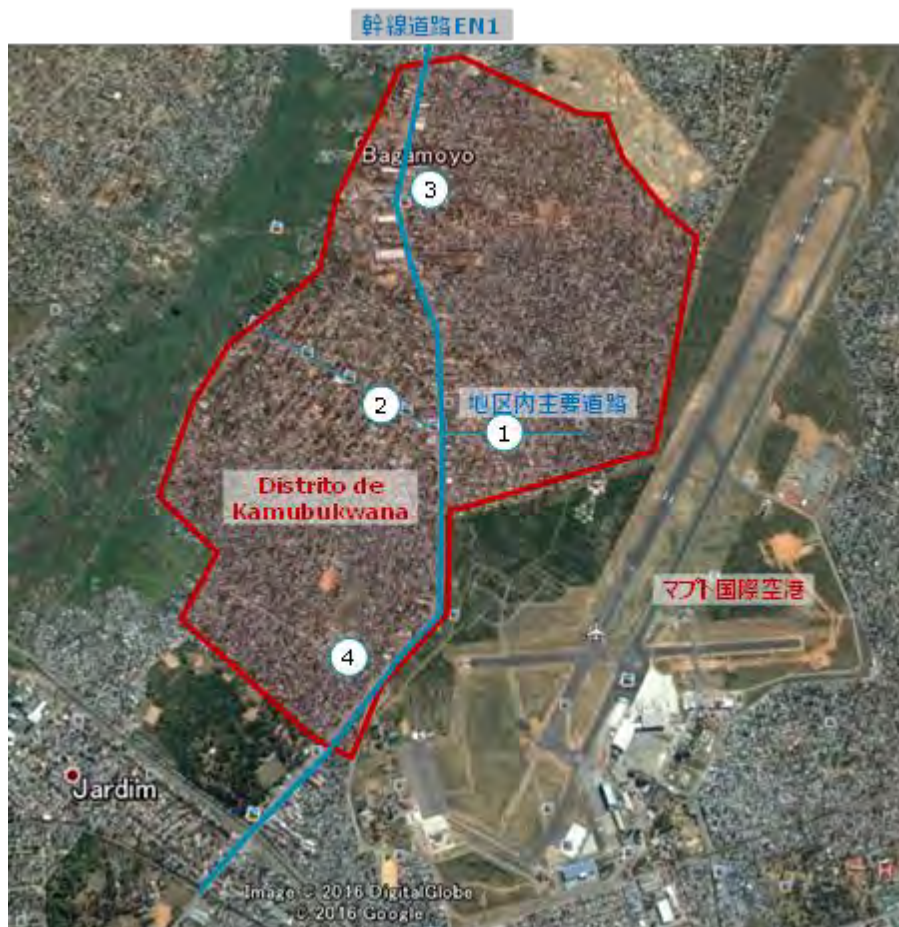 幹線道路EN1
Bagamoyo
3
2
地区内主要道路
1
Distrito de
Kamubukwana
マプト国際空港
4
Jardim
Image © 2016 DigitalGlobe
© 2016 Google